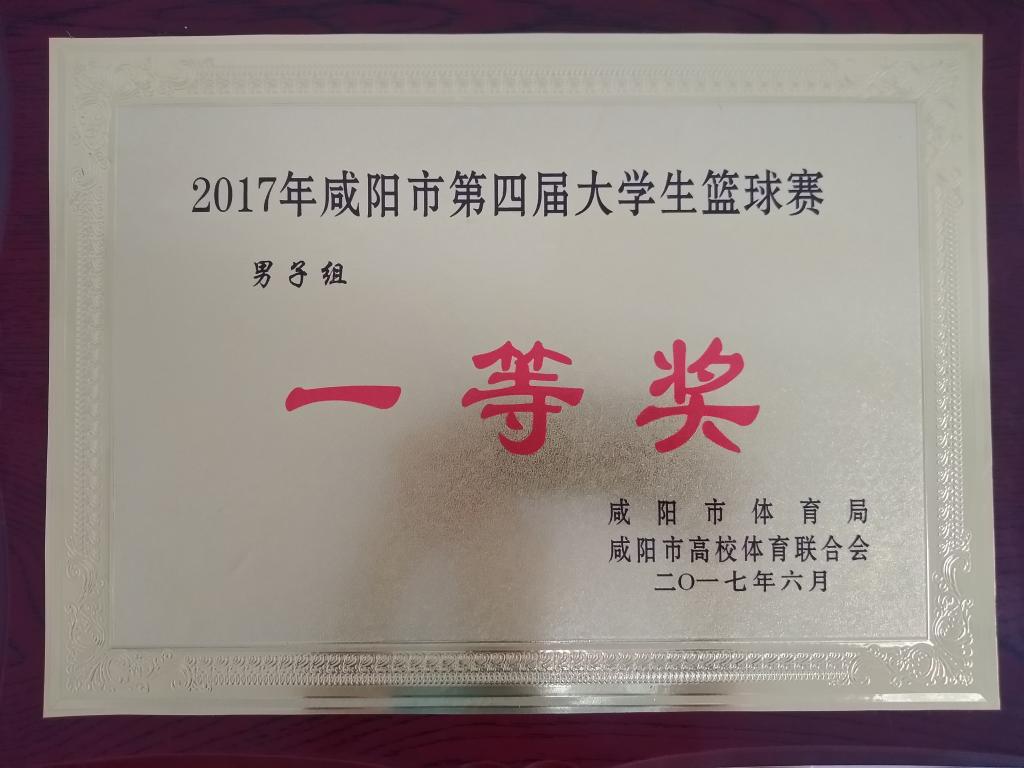 2017年咸阳市第四届大学生篮球赛
男子组
一等奖
咸阳市体育局
咸阳市高校体育联合会
二〇一七年六月